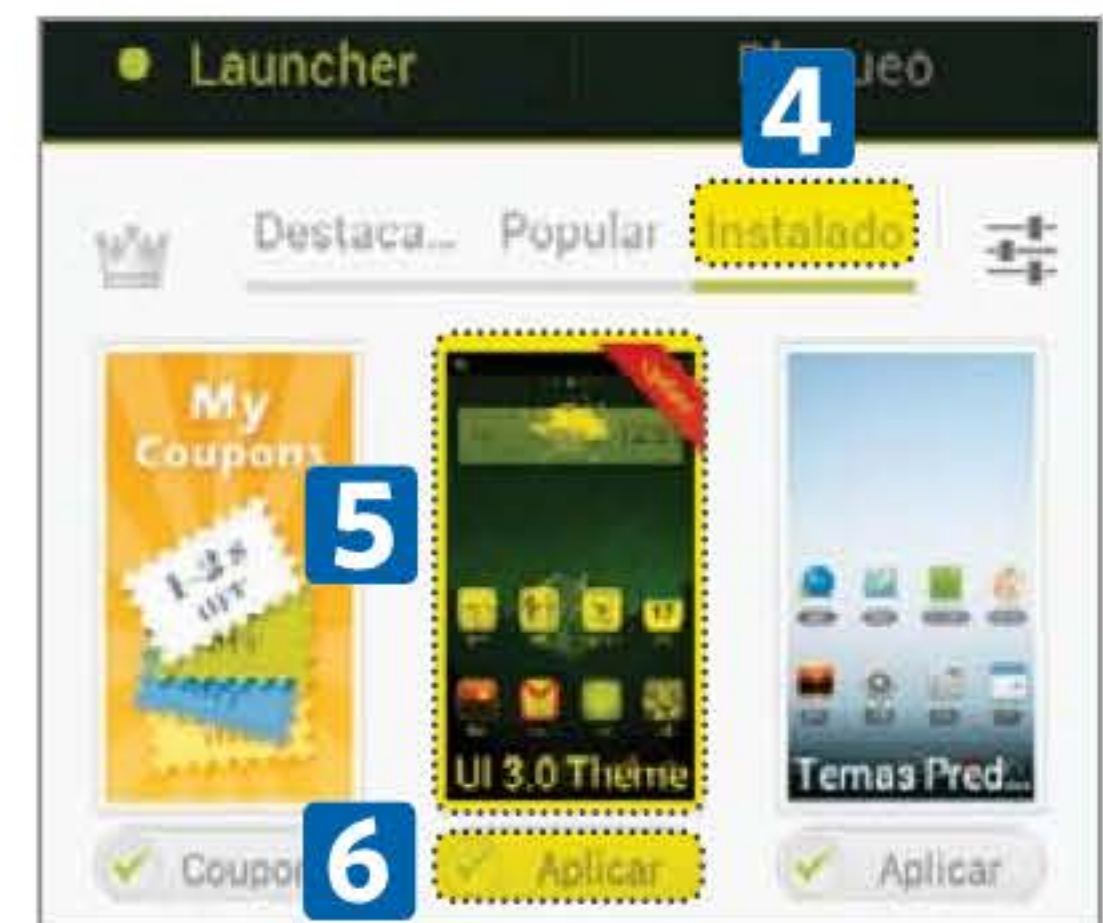 Launcher
4
Destaca... Popular Instalado
My
Coupons
5
UI 3.0 Theme
Temas Pred...
6
Aplicar
Aplicar